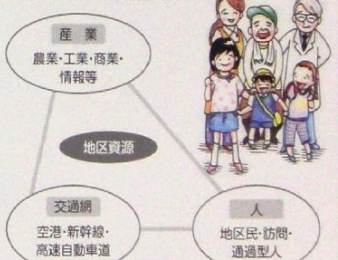 産業
農業・工業・商業・
情報等
地区資源
交通網
空港・新幹線・
高速自動車道
人
地区民・訪問・
通過型人